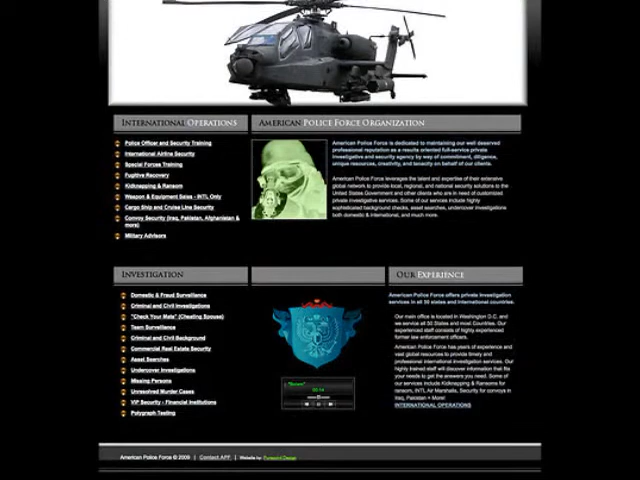 INTERNATIONAL OPERATIONS
Police Officer and Security Training
International Airline Security
Special Forces Training
Fugitive Recovery
Kidknapping & Ransom
Weapon & Equipment Sales - INTL Only
Cargo Ship and Cruise Line Security
Convoy Security (Iraq, Pakistan, Afghanistan &
more)
Military Advisors
AMERICAN POLICE FORCE ORGANIZATION
American Police Force is dedicated to maintaining our well deserved
professional reputation as a results oriented full-service private
investigative and security agency by way of commitment, diligence,
unique resources, creativity, and tenacity on behalf of our clients.
American Police Force leverages the talent and expertise of their extensive
global network to provide local, regional, and national security solutions to the
United States Government and other clients who are in need of customized
private investigative services. Some of our services include highly
sophisticated background checks, asset searches, undercover investigations
both domestic & international, and much more.
INVESTIGATION
Domestic & Fraud Surveillance
Criminal and Civil Investigations
"Check Your Mate" (Cheating Spouse)
Team Surveillance
Criminal and Civil Background
Commercial Real Estate Security
Asset Searches
Undercover Investigations
Missing Persons
Unresolved Murder Cases
VIP Security - Financial Institutions
Polygraph Testing
OUR EXPERIENCE
American Police Force offers private investigation
services in all 50 states and international countries.
Our main office is located in Washington D.C. and
we service all 50 States and most Countries. Our
experienced staff consists of highly experienced
former law enforcement officers.
American Police Force has years of experience and
vast global resources to provide timely and
professional international investigation services. Our
highly trained staff will discover information that fits
your needs to get the answers you need. Some of
our services include Kidknapping & Ransoms for
ransom, INTL Air Marshals, Security for convoys in
Iraq, Pakistan + More!
INTERNATIONAL OPERATIONS
American Police Force © 2009 | Contact APF | Website by: